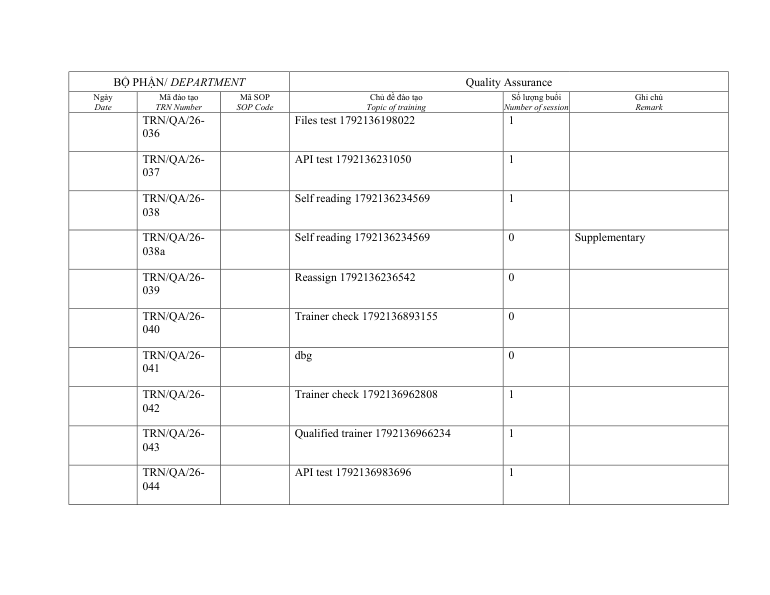 BỘ PHẬN/ DEPARTMENT Quality Assurance
Ngày Mã đào tạo Mã SOP Chủ đề đào tạo Số lượng buổi Ghi chú
Date TRN Number SOP Code Topic of training Number of session Remark
TRN/QA/26-036 Files test 1792136198022 1
TRN/QA/26-037 API test 1792136231050 1
TRN/QA/26-038 Self reading 1792136234569 1
TRN/QA/26-038a Self reading 1792136234569 0 Supplementary
TRN/QA/26-039 Reassign 1792136236542 0
TRN/QA/26-040 Trainer check 1792136893155 0
TRN/QA/26-041 dbg 0
TRN/QA/26-042 Trainer check 1792136962808 1
TRN/QA/26-043 Qualified trainer 1792136966234 1
TRN/QA/26-044 API test 1792136983696 1